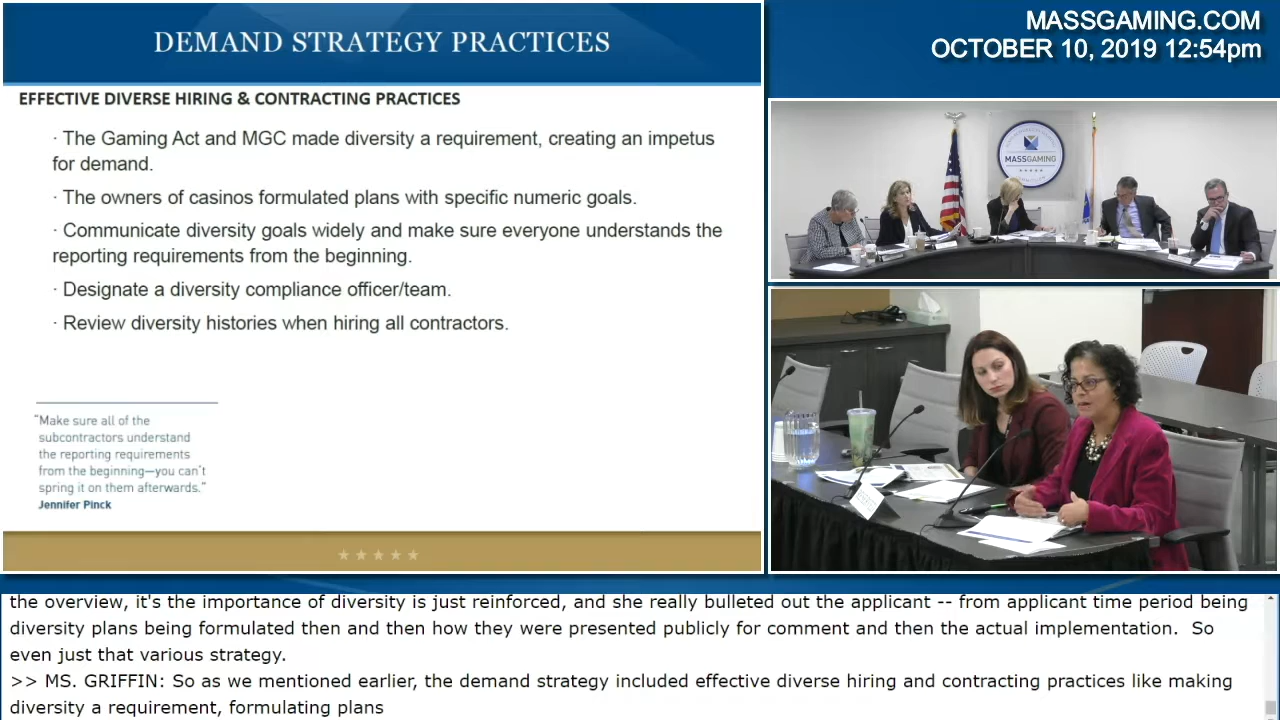 DEMAND STRATEGY PRACTICES
EFFECTIVE DIVERSE HIRING & CONTRACTING PRACTICES
· The Gaming Act and MGC made diversity a requirement, creating an impetus
for demand.
· The owners of casinos formulated plans with specific numeric goals.
· Communicate diversity goals widely and make sure everyone understands the
reporting requirements from the beginning.
· Designate a diversity compliance officer/team.
· Review diversity histories when hiring all contractors.
“Make sure all of the
subcontractors understand
the reporting requirements
from the beginning—you can’t
spring it on them afterwards.”
Jennifer Pinck
MASSGAMING.COM
OCTOBER 10, 2019 12:54pm
MASSGAMING
the overview, it's the importance of diversity is just reinforced, and she really bulleted out the applicant -- from applicant time period being
diversity plans being formulated then and then how they were presented publicly for comment and then the actual implementation.  So
even just that various strategy.
>> MS. GRIFFIN: So as we mentioned earlier, the demand strategy included effective diverse hiring and contracting practices like making
diversity a requirement, formulating plans